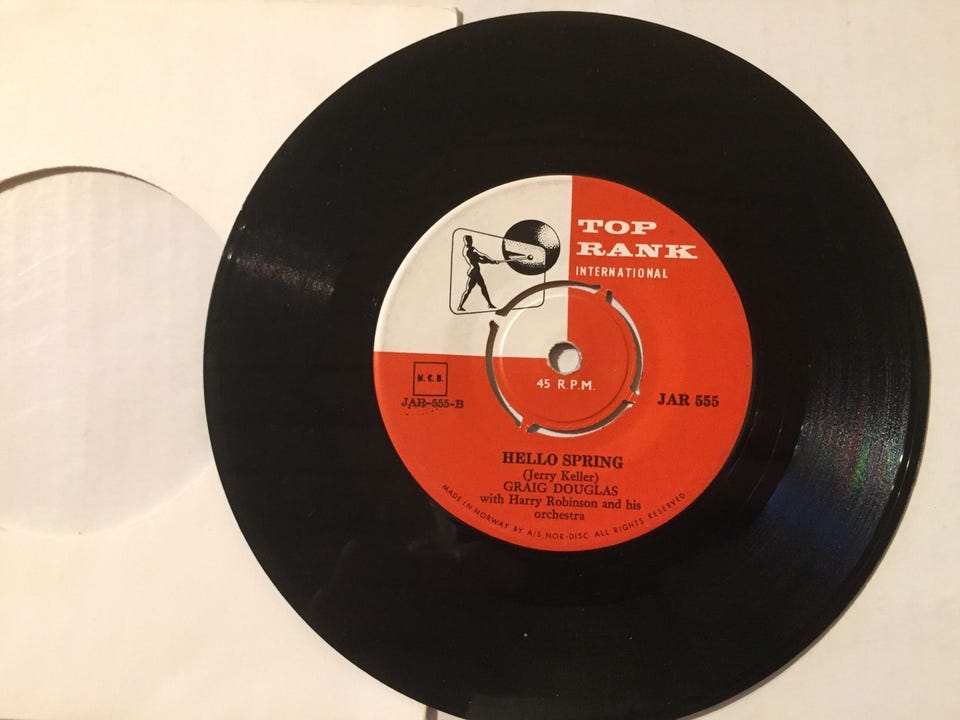 TOP
RANK
INTERNATIONAL
45 R.P.M.
N.C.B.
JAR-555-B
JAR 555
HELLO SPRING
(Jerry Keller)
GRAIG DOUGLAS
with Harry Robinson and his
orchestra
MADE IN NORWAY BY A/S NOR-DISC ALL RIGHTS RESERVED